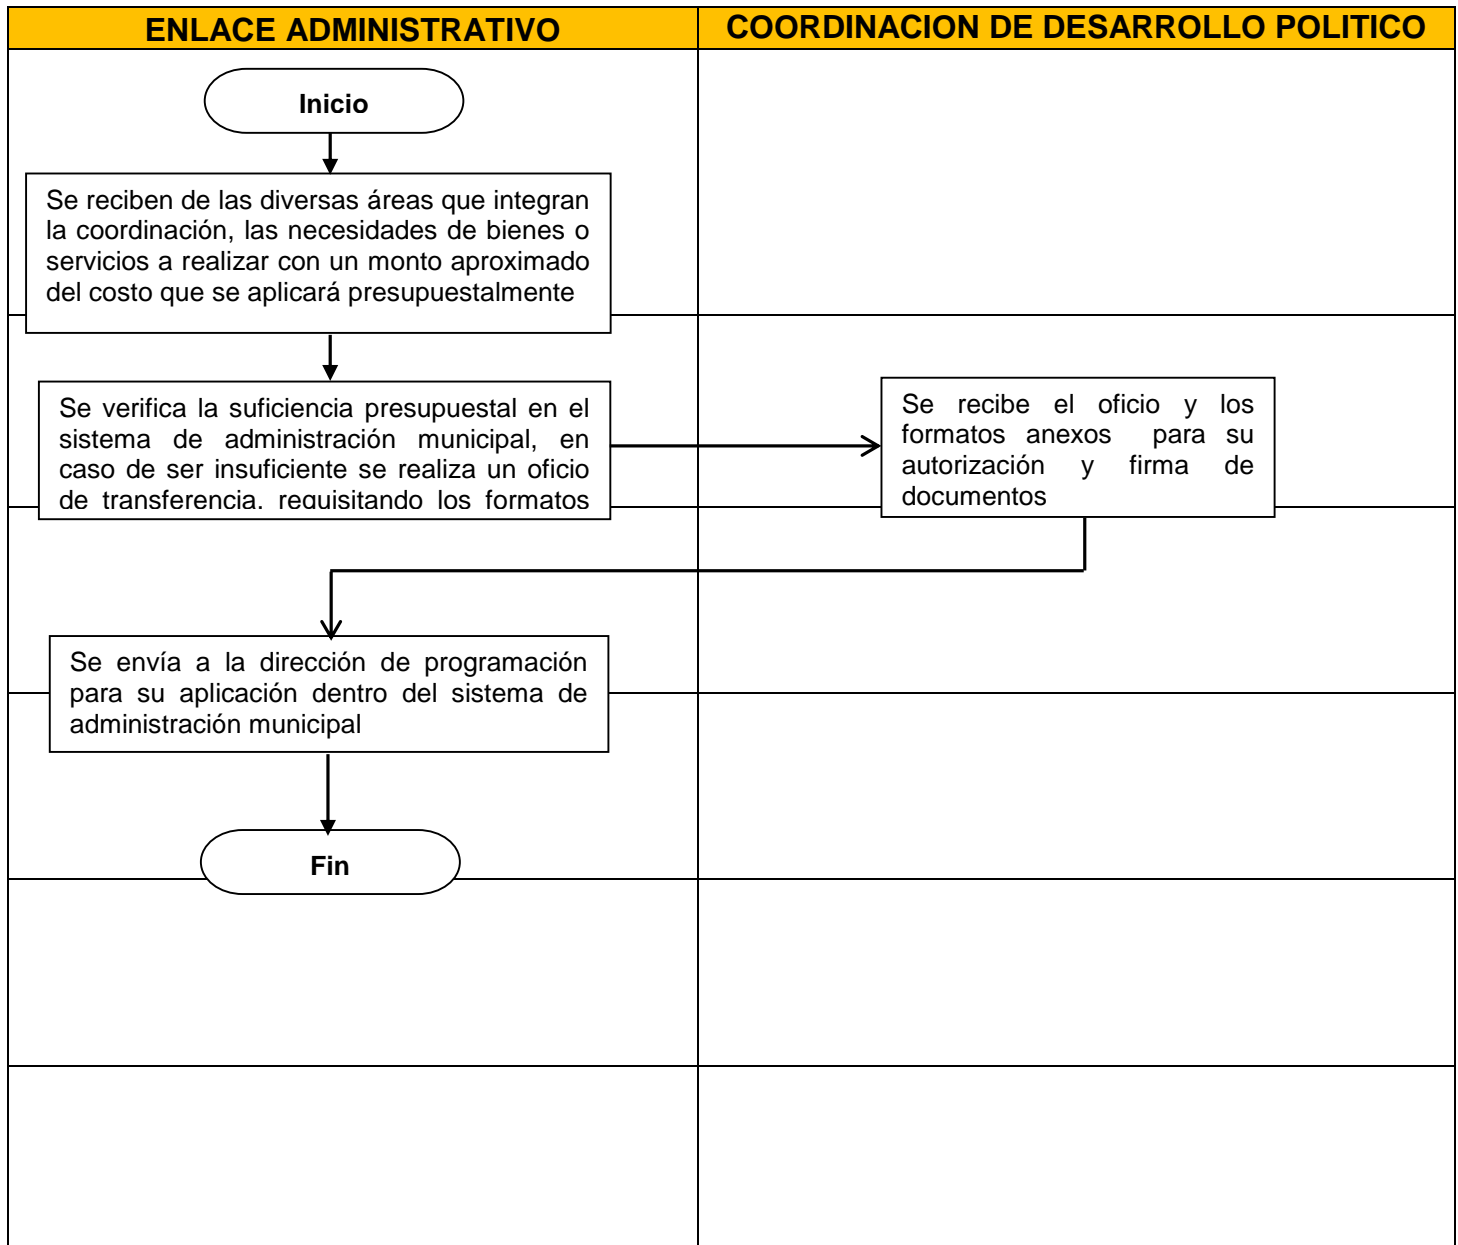 ENLACE ADMINISTRATIVO
COORDINACION DE DESARROLLO POLITICO
Inicio
Se reciben de las diversas áreas que integran
la coordinación, las necesidades de bienes o
servicios a realizar con un monto aproximado
del costo que se aplicará presupuestalmente
Se verifica la suficiencia presupuestal en el
sistema de administración municipal, en
caso de ser insuficiente se realiza un oficio
de transferencia, requisitando los formatos
Se recibe el oficio y los
formatos anexos para su
autorización y firma de
documentos
Se envía a la dirección de programación
para su aplicación dentro del sistema de
administración municipal
Fin